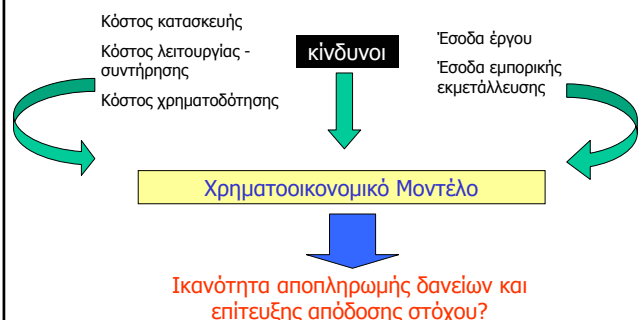 Κόστος κατασκευής
Κόστος λειτουργίας -
συντήρησης
Κόστος χρηματοδότησης
κίνδυνοι
Έσοδα έργου
Έσοδα εμπορικής
εκμετάλλευσης
Χρηματοοικονομικό Μοντέλο
Ικανότητα αποπληρωμής δανείων και
επίτευξης απόδοσης στόχου?